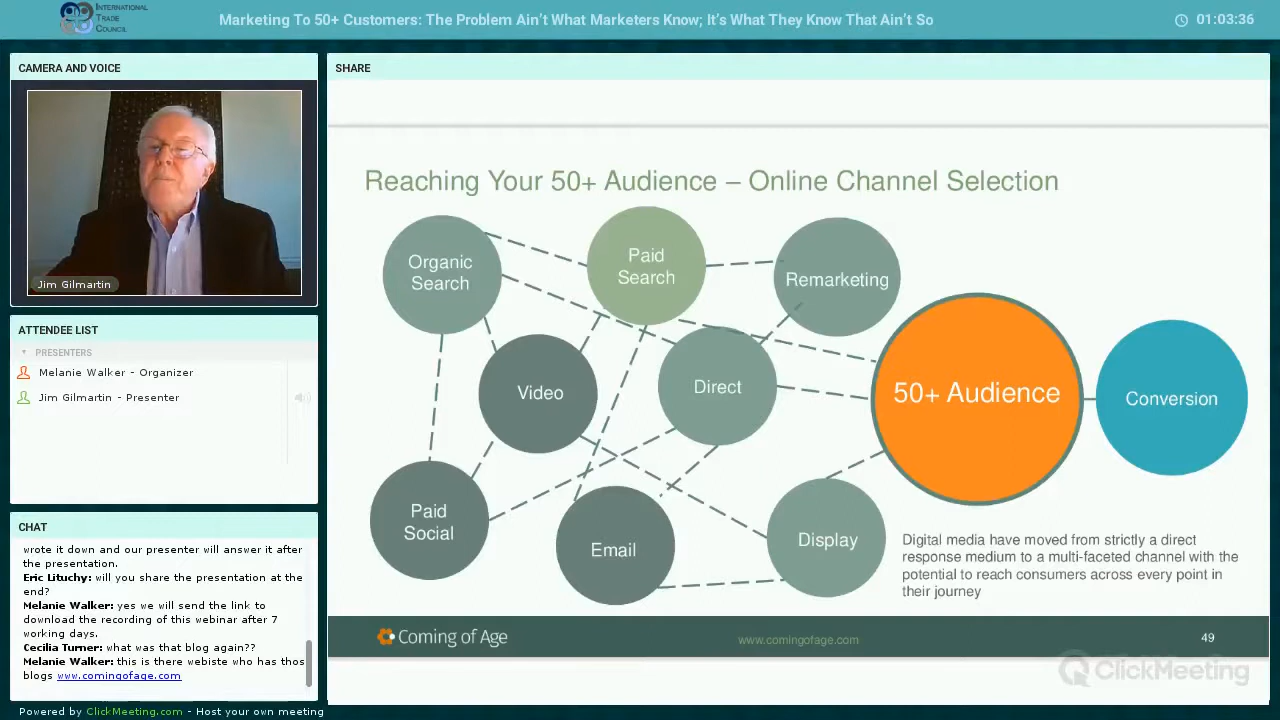 INTERNATIONAL
TRADE
COUNCIL
Marketing To 50+ Customers: The Problem Ain't What Marketers Know; It's What They Know That Ain't So
01:03:36
CAMERA AND VOICE
Jim Gilmartin
ATTENDEE LIST
PRESENTERS
Melanie Walker - Organizer
Jim Gilmartin - Presenter
CHAT
wrote it down and our presenter will answer it after
the presentation.
Eric Lituchy: will you share the presentation at the
end?
Melanie Walker: yes we will send the link to
download the recording of this webinar after 7
working days.
Cecilia Turner: what was that blog again??
Melanie Walker: this is there webiste who has thos
blogs www.comingofage.com
SHARE
Reaching Your 50+ Audience – Online Channel Selection
Organic
Search
Paid
Search
Remarketing
Video
Direct
50+ Audience
Conversion
Paid
Social
Email
Display
Digital media have moved from strictly a direct
response medium to a multi-faceted channel with the
potential to reach consumers across every point in
their journey
Coming of Age
www.comingofage.com
49
ClickMeeting
Powered by ClickMeeting.com - Host your own meeting